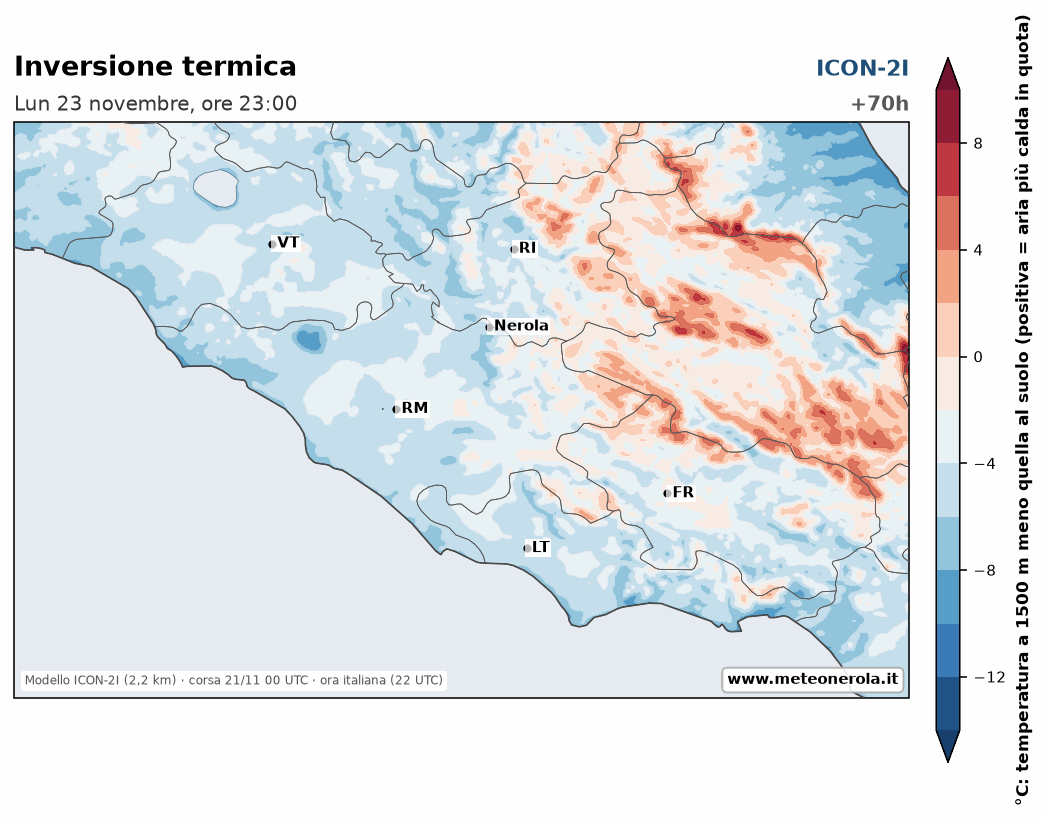 Inversione termica
ICON-2I
Lun 23 novembre, ore 23:00
+70h
VT
RI
Nerola
RM
FR
LT
8
4
0
−4
−8
−12
°C: temperatura a 1500 m meno quella al suolo (positiva = aria più calda in quota)
Modello ICON-2I (2,2 km) · corsa 21/11 00 UTC · ora italiana (22 UTC)
www.meteonerola.it